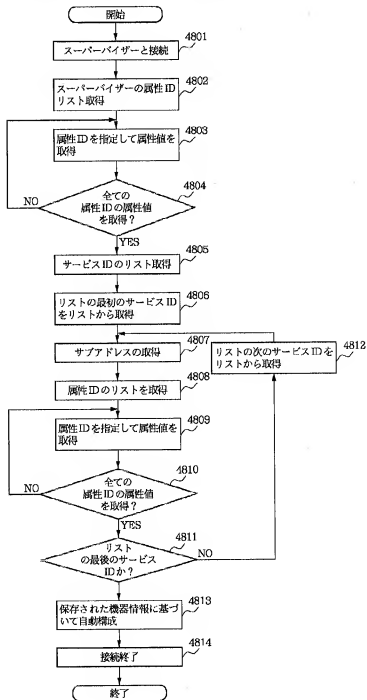 開始
4801
スーパーバイザーと接続
4802
スーパーバイザーの属性ID
リスト取得
4803
属性IDを指定して属性値を
取得
4804
全ての
属性IDの属性値
を取得？
NO
YES
4805
サービスIDのリスト取得
4806
リストの最初のサービスID
をリストから取得
4807
サブアドレスの取得
4812
リストの次のサービスIDを
リストから取得
4808
属性IDのリストを取得
4809
属性IDを指定して属性値を
取得
4810
全ての
属性IDの属性値
を取得？
NO
YES
4811
リスト
の最後のサービス
IDか？
NO
4813
保存された機器情報に基づ
いて自動構成
4814
接続終了
終了